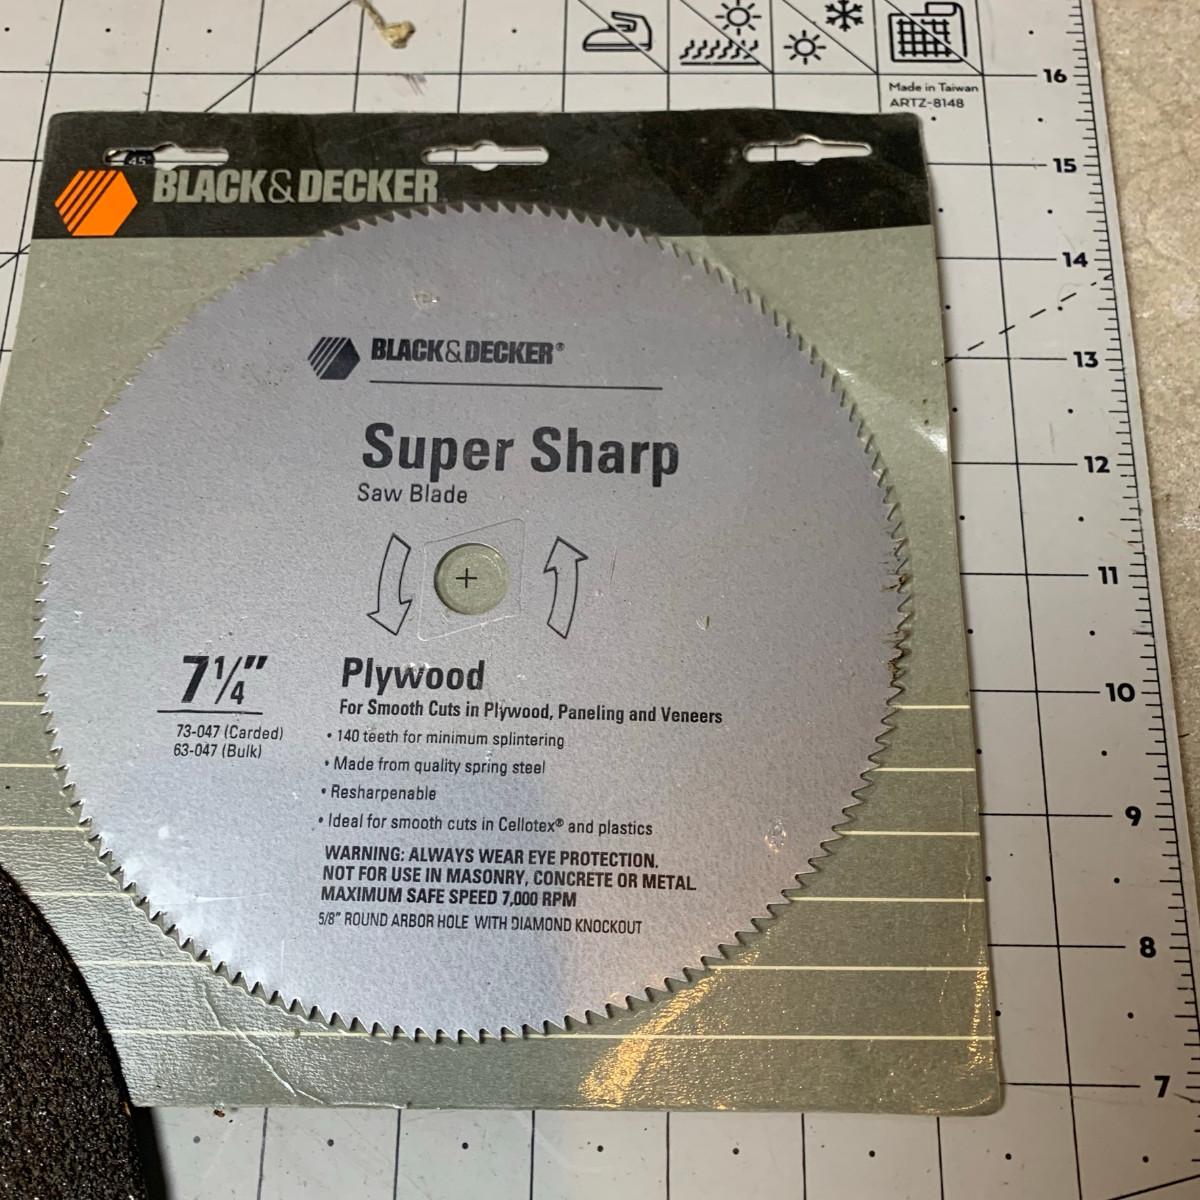 Made in Taiwan
ARTZ-8148
16
15
45°
BLACK&DECKER
14
13
BLACK&DECKER®
Super Sharp
Saw Blade
12
11
7 1/4"
73-047 (Carded)
63-047 (Bulk)
Plywood
For Smooth Cuts in Plywood, Paneling and Veneers
• 140 teeth for minimum splintering
• Made from quality spring steel
• Resharpenable
• Ideal for smooth cuts in Cellotex® and plastics
WARNING: ALWAYS WEAR EYE PROTECTION.
NOT FOR USE IN MASONRY, CONCRETE OR METAL.
MAXIMUM SAFE SPEED 7,000 RPM
5/8" ROUND ARBOR HOLE WITH DIAMOND KNOCKOUT
10
9
8
7